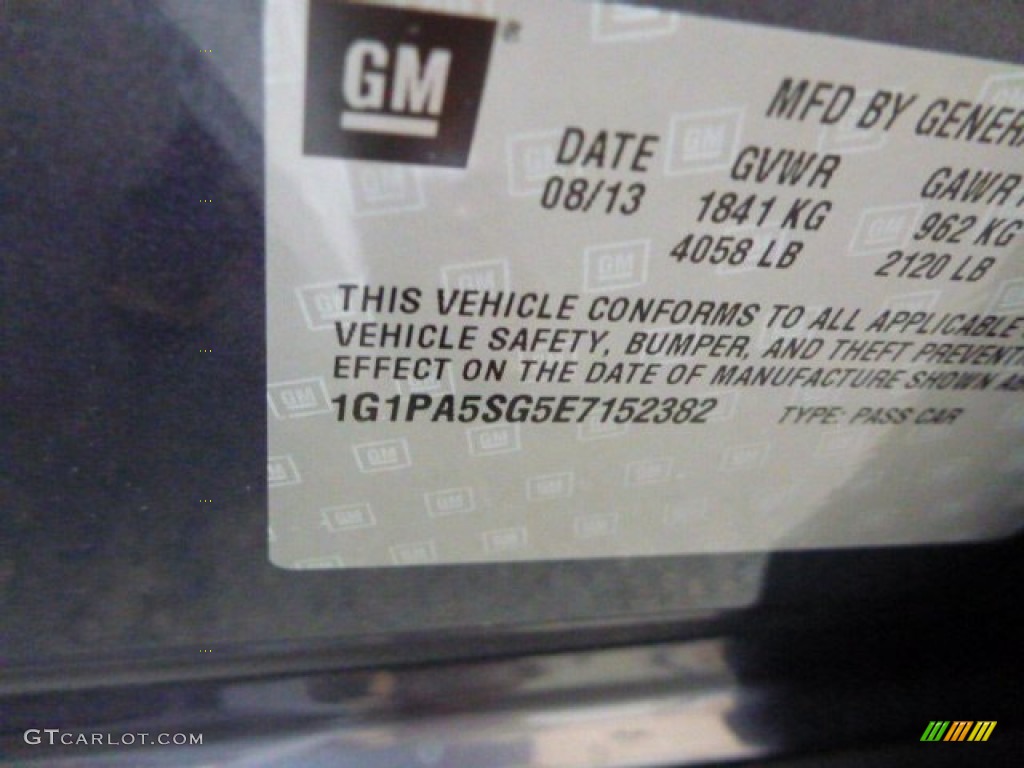 GM®
MFD BY GENER
DATE GVWR GAWR
08/13 1841 KG 962 KG
4058 LB 2120 LB
THIS VEHICLE CONFORMS TO ALL APPLICABLE
VEHICLE SAFETY, BUMPER, AND THEFT PREVENTI
EFFECT ON THE DATE OF MANUFACTURE SHOWN AB
1G1PA5SG5E7152382 TYPE: PASS CAR
GTCARLOT.COM